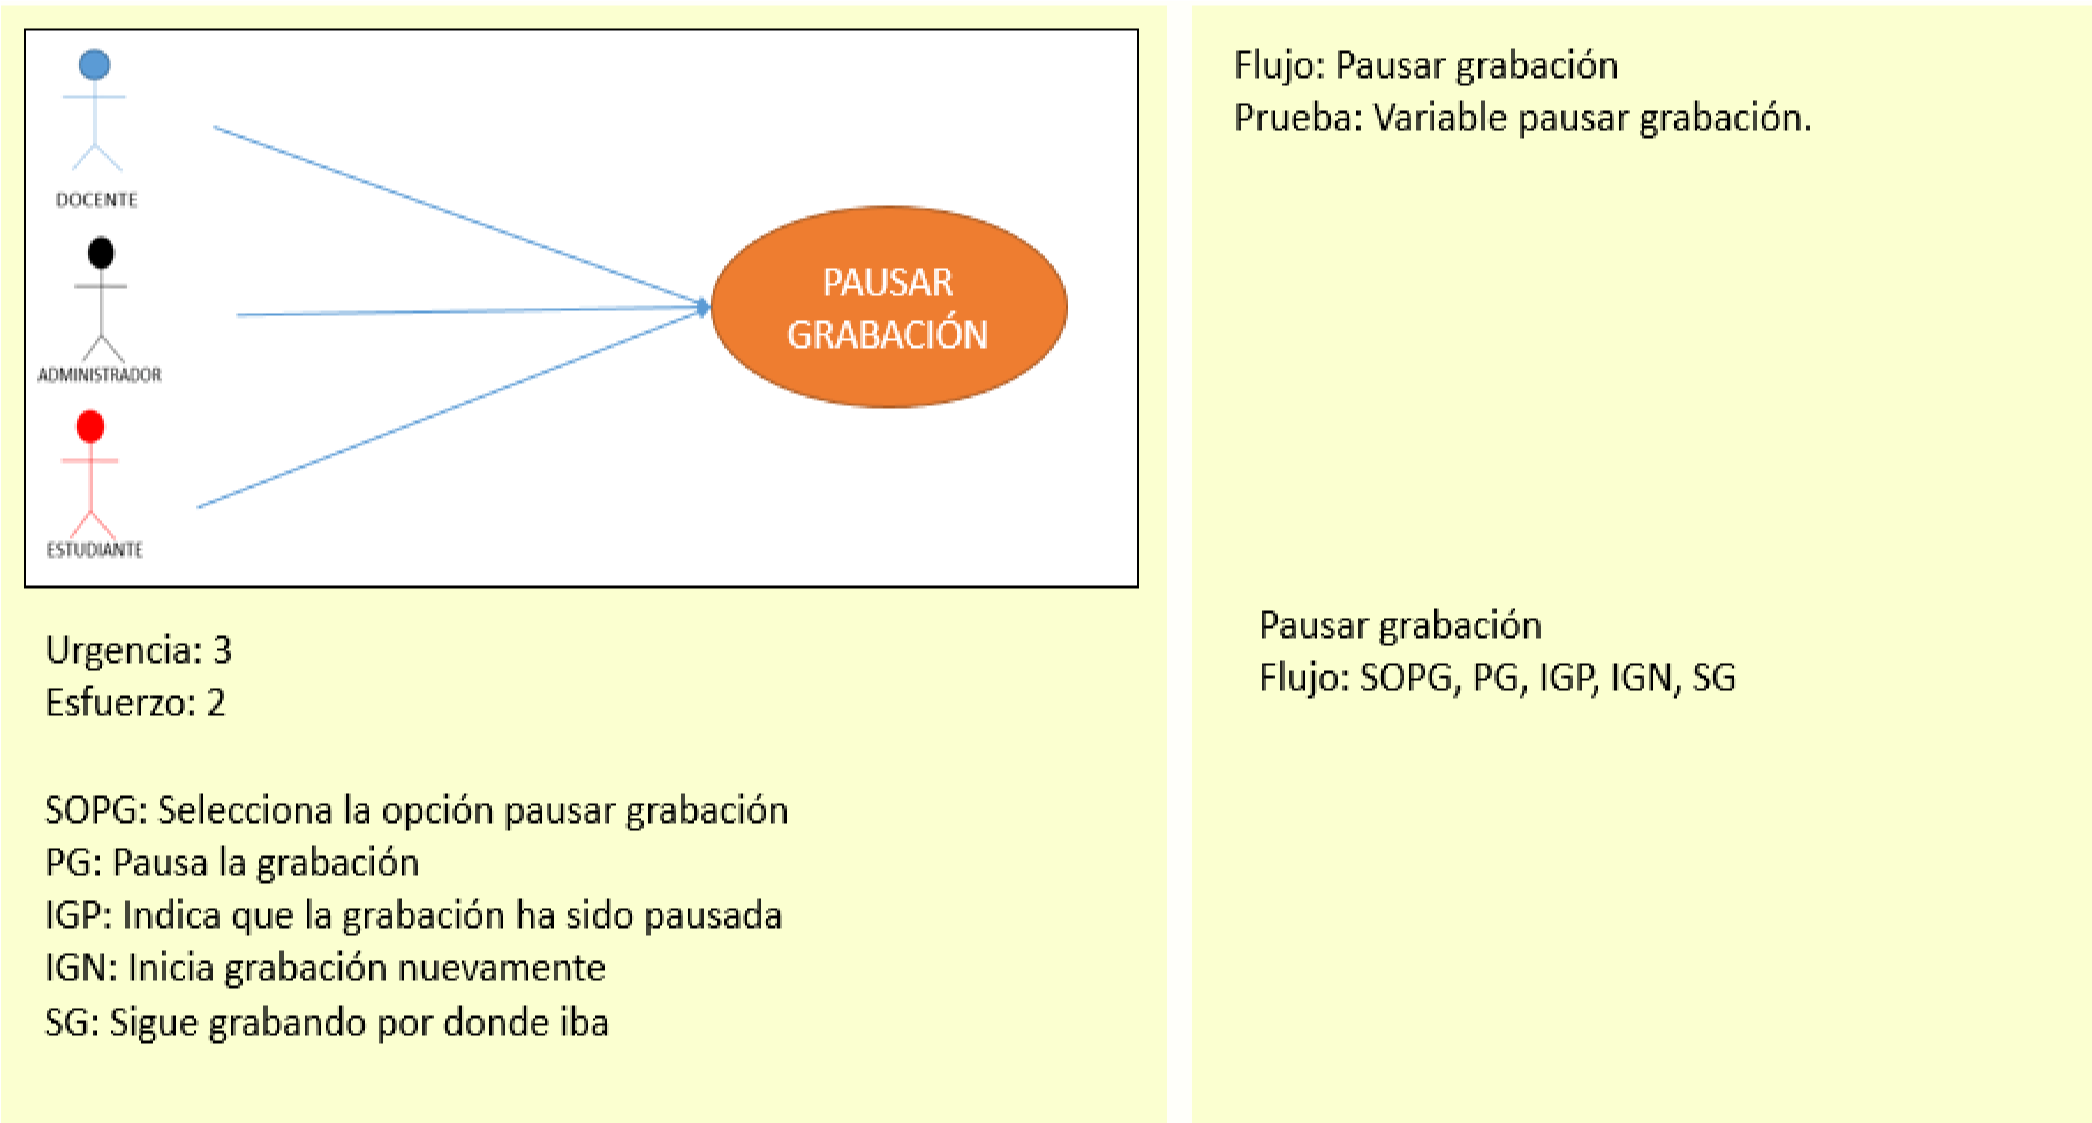 DOCENTE
ADMINISTRADOR
ESTUDIANTE
PAUSAR
GRABACIÓN
Urgencia: 3
Esfuerzo: 2
SOPG: Selecciona la opción pausar grabación
PG: Pausa la grabación
IGP: Indica que la grabación ha sido pausada
IGN: Inicia grabación nuevamente
SG: Sigue grabando por donde iba
Flujo: Pausar grabación
Prueba: Variable pausar grabación.
Pausar grabación
Flujo: SOPG, PG, IGP, IGN, SG